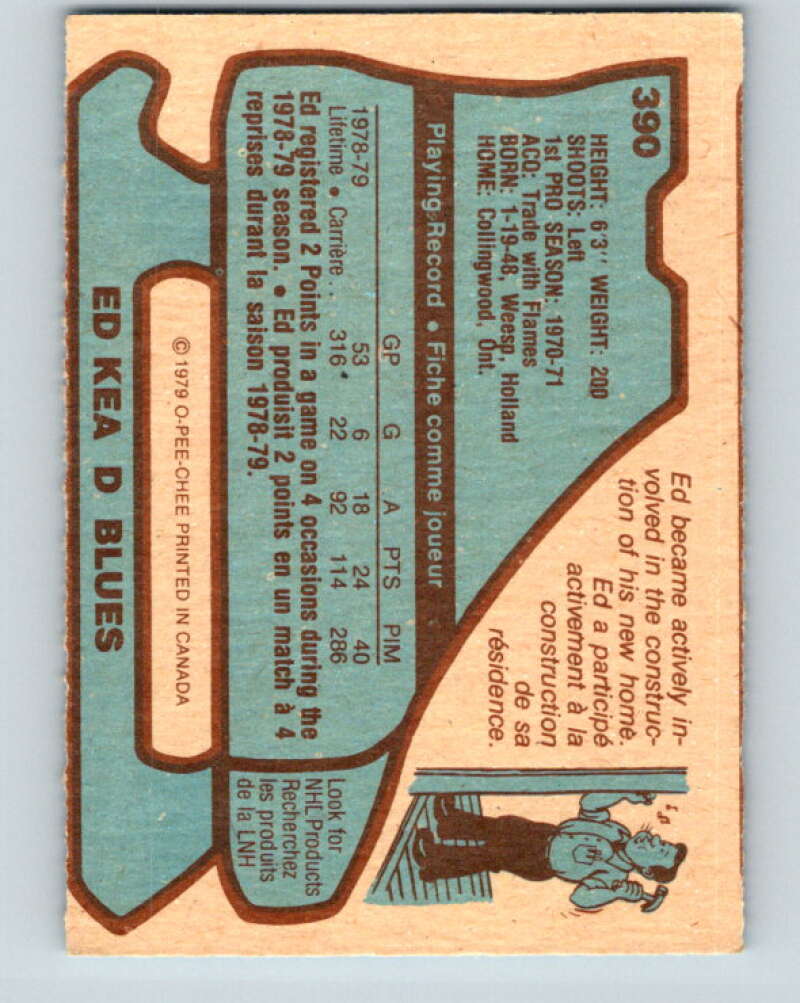 390
HEIGHT: 6'3" WEIGHT: 200
SHOOTS: Left
1st PRO SEASON: 1970-71
ACQ: Trade with Flames
BORN: 1-19-48, Weesp, Holland
HOME: Collingwood, Ont.
Ed became actively in-
volved in the construc-
tion of his new home.
Ed a participé
activement à la
construction
de sa
résidence.
Playing Record • Fiche comme joueur
GP G A PTS PIM
1978-79 53 6 18 24 40
Lifetime • Carrière . . 316* 22 92 114 286
Ed registered 2 Points in a game on 4 occasions during the
1978-79 season. • Ed produisit 2 points en un match à 4
reprises durant la saison 1978-79.
Look for
NHL Products
Recherchez
les produits
de la LNH
© 1979 O-PEE-CHEE PRINTED IN CANADA
ED KEA D BLUES